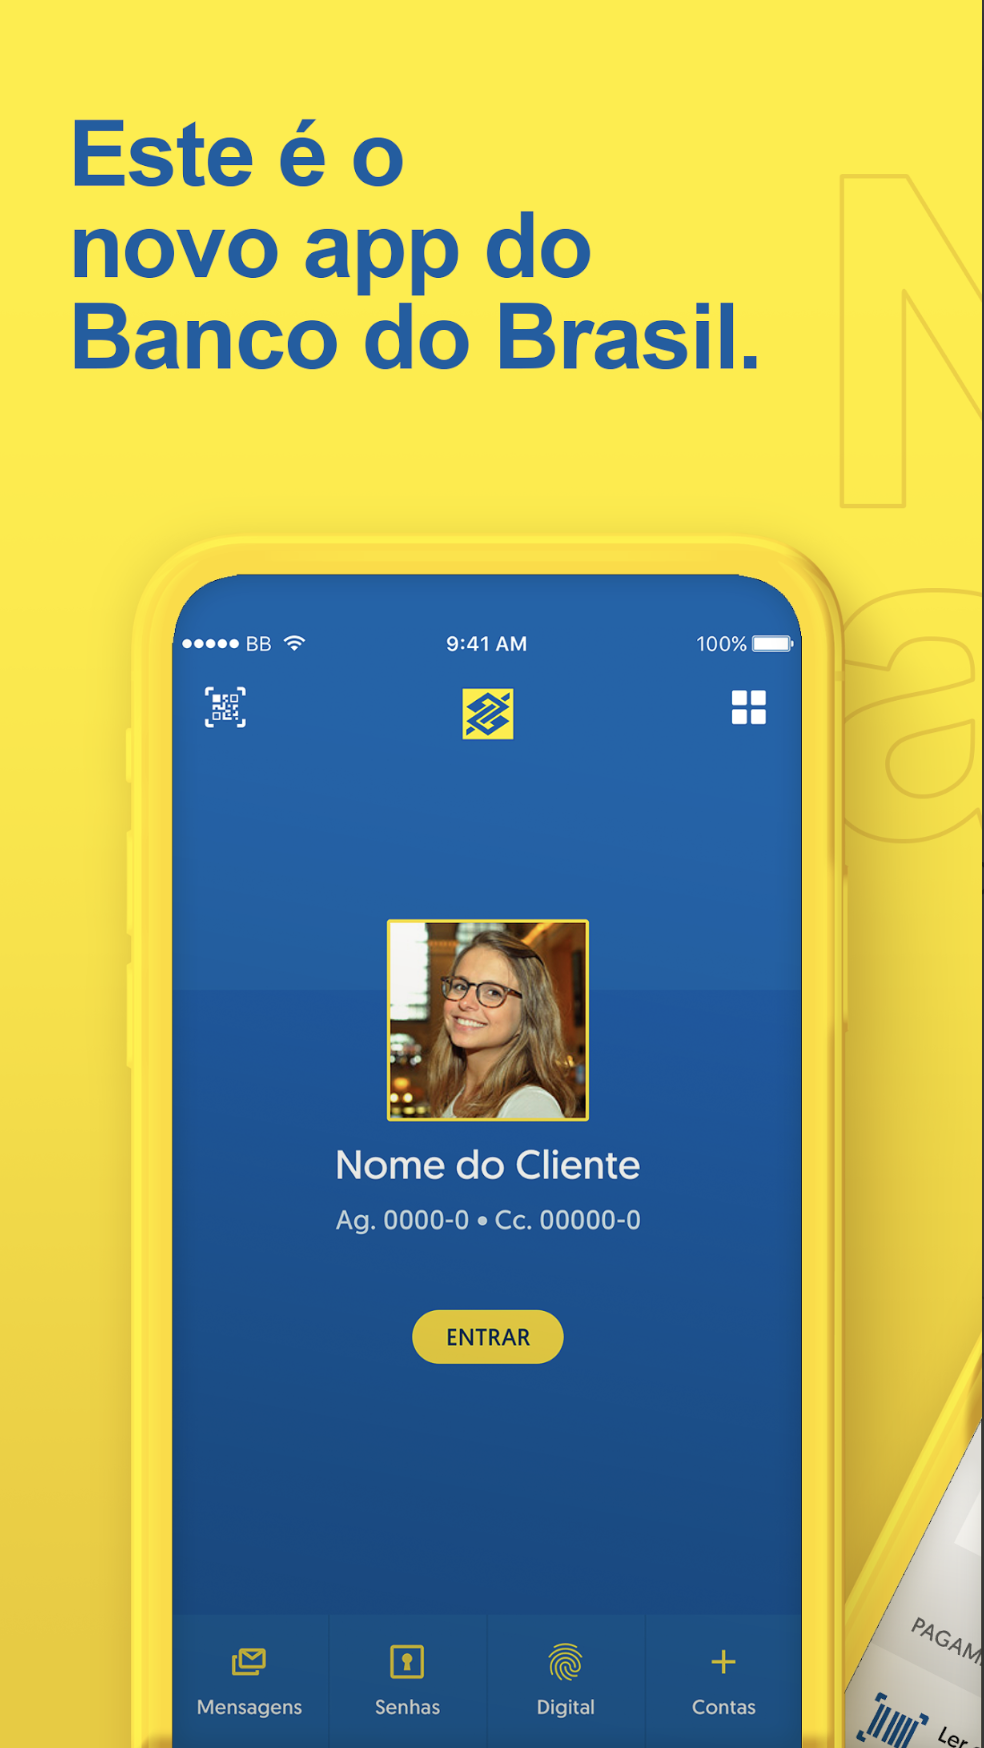 Este é o
novo app do
Banco do Brasil.
N
a
BB 9:41 AM 100%
Nome do Cliente
Ag. 0000-0 • Cc. 00000-0
ENTRAR
Mensagens Senhas Digital Contas
PAGAM
Ler